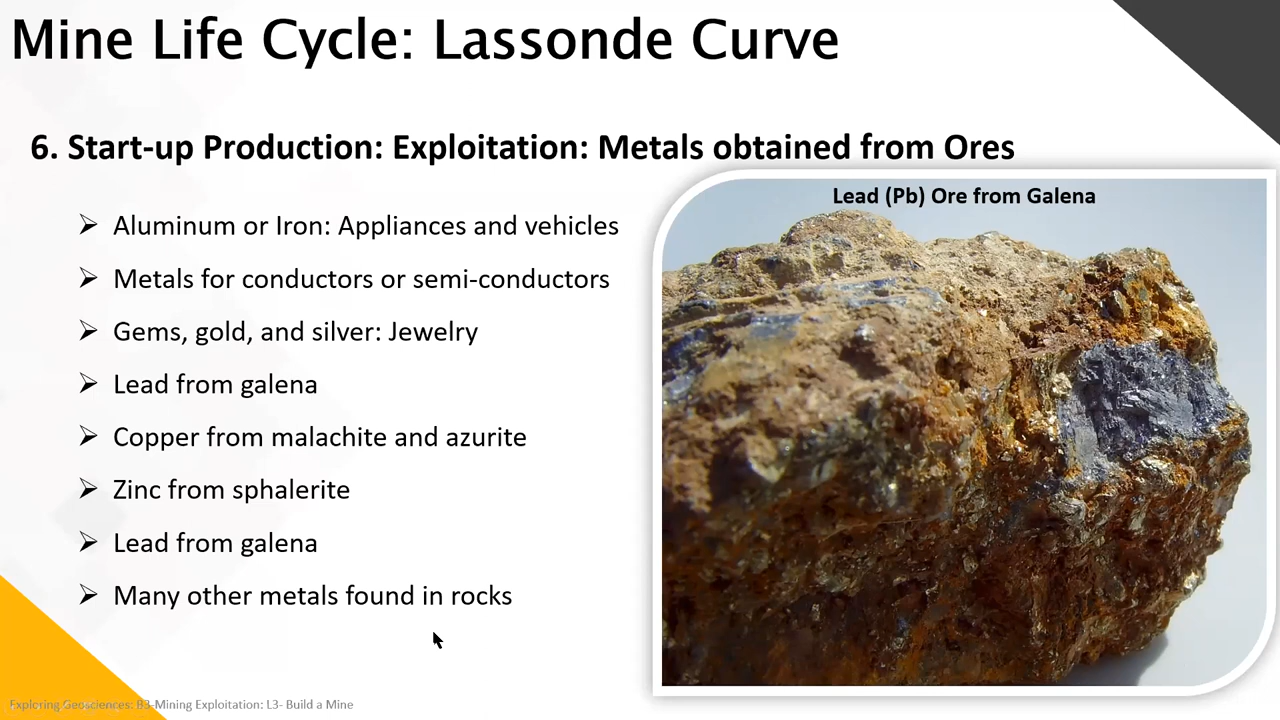 Mine Life Cycle: Lassonde Curve
6. Start-up Production: Exploitation: Metals obtained from Ores
Lead (Pb) Ore from Galena
Aluminum or Iron: Appliances and vehicles
Metals for conductors or semi-conductors
Gems, gold, and silver: Jewelry
Lead from galena
Copper from malachite and azurite
Zinc from sphalerite
Lead from galena
Many other metals found in rocks
Exploring Geosciences: B3-Mining Exploitation: L3- Build a Mine